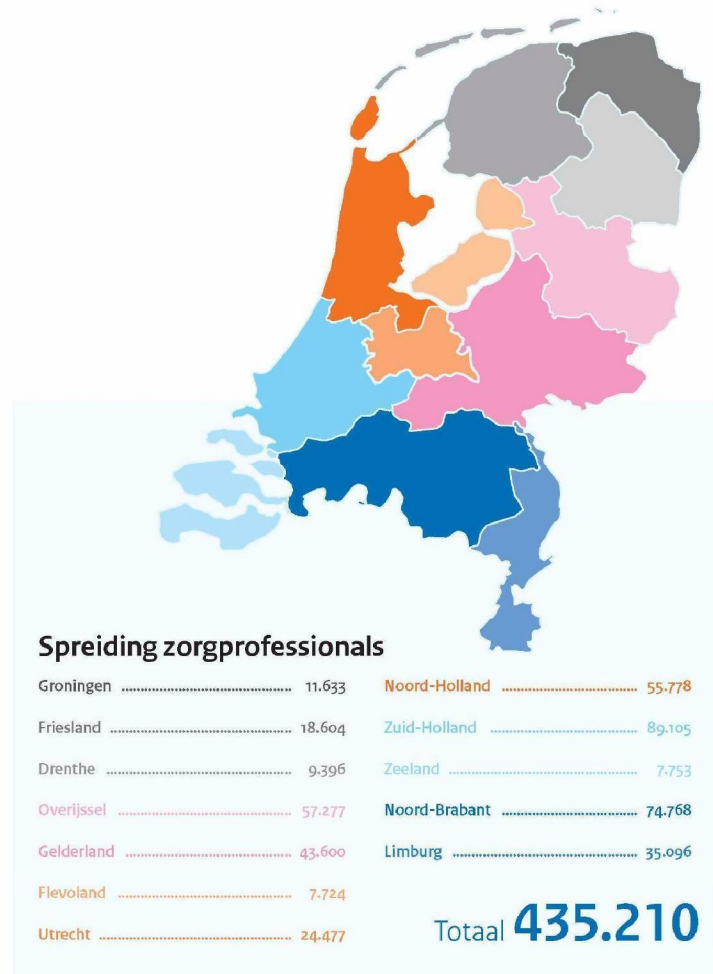 Spreiding zorgprofessionals
Groningen 11.633
Friesland 18.604
Drenthe 9.396
Overijssel 57.277
Gelderland 43.600
Flevoland 7.724
Utrecht 24.477
Noord-Holland 55.778
Zuid-Holland 89.105
Zeeland 7.753
Noord-Brabant 74.768
Limburg 35.096
Totaal 435.210